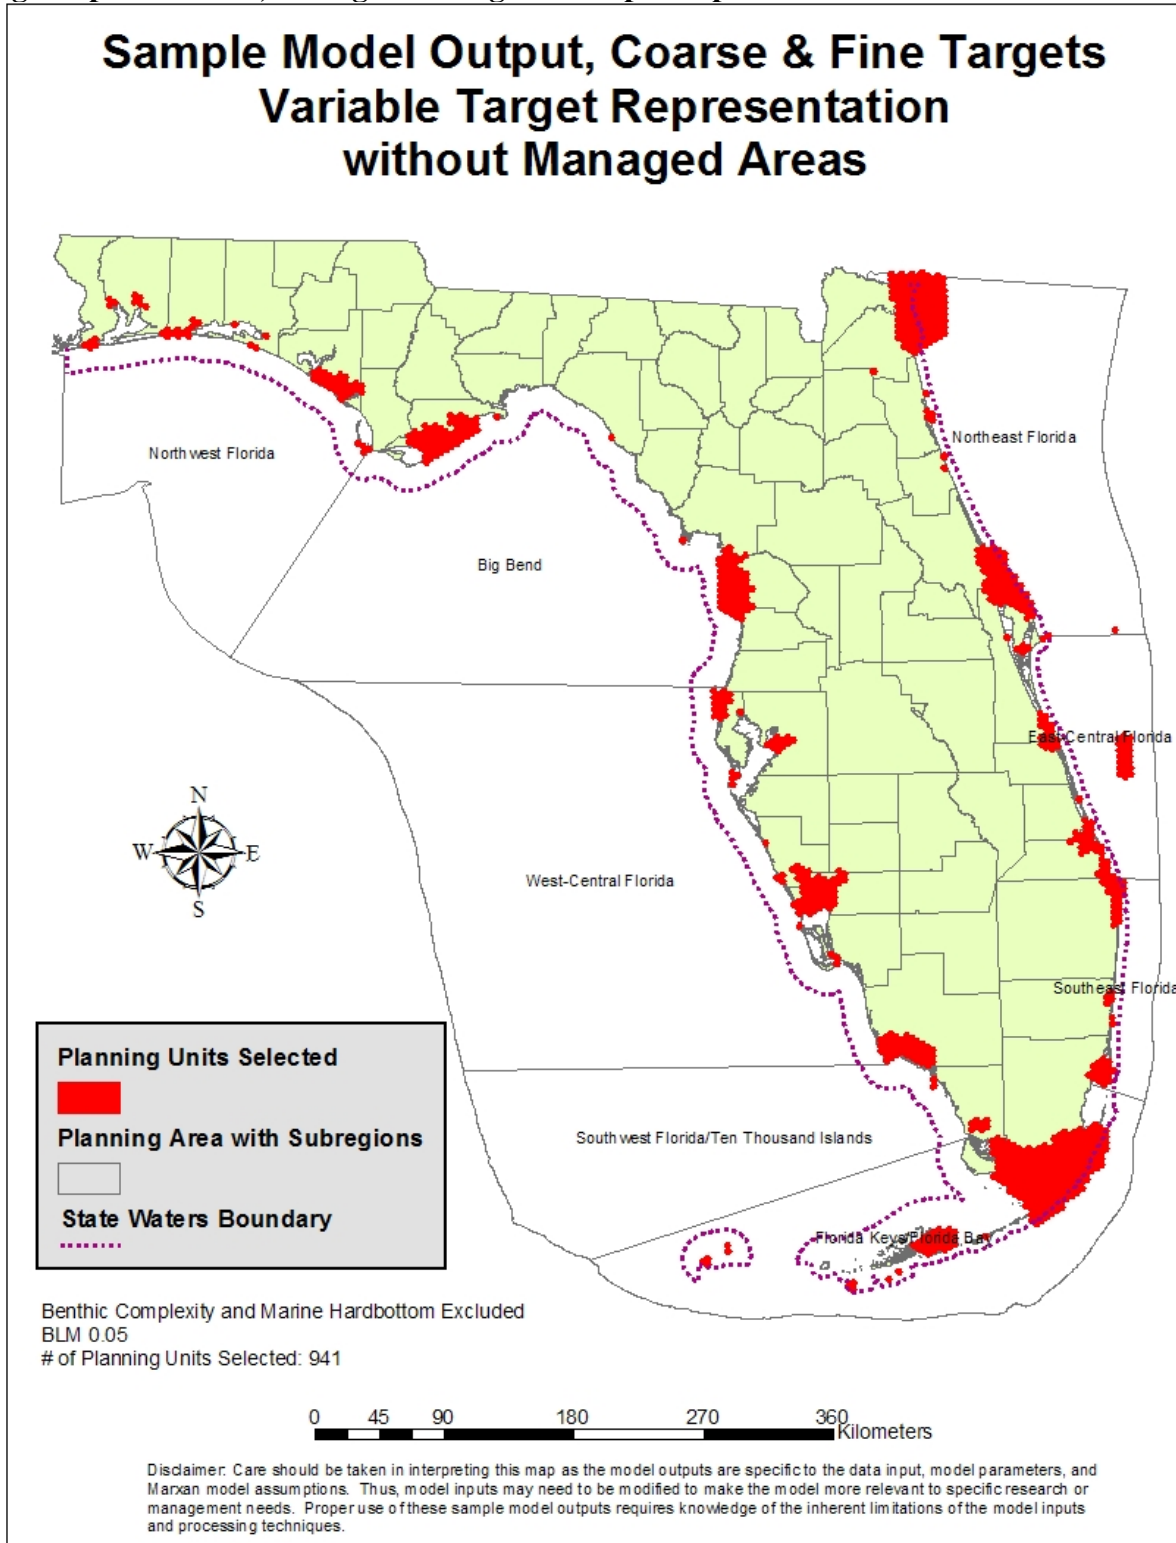 Sample Model Output, Coarse & Fine Targets
Variable Target Representation
without Managed Areas
Northwest Florida
Northeast Florida
Big Bend
East-Central Florida
N
W
E
S
West-Central Florida
Southeast Florida
Planning Units Selected
Planning Area with Subregions
State Waters Boundary
Southwest Florida/Ten Thousand Islands
Florida Keys/Florida Bay
Benthic Complexity and Marine Hardbottom Excluded
BLM 0.05
# of Planning Units Selected: 941
0 45 90 180 270 360
Kilometers
Disclaimer: Care should be taken in interpreting this map as the model outputs are specific to the data input, model parameters, and
Marxan model assumptions. Thus, model inputs may need to be modified to make the model more relevant to specific research or
management needs. Proper use of these sample model outputs requires knowledge of the inherent limitations of the model inputs
and processing techniques.